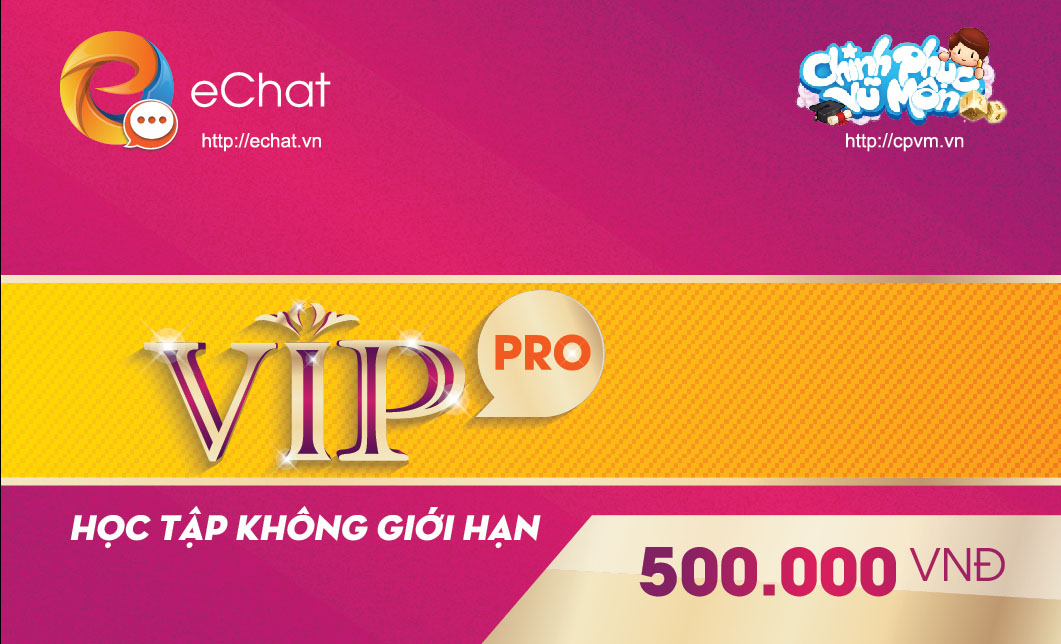 eChat
http://echat.vn
Chinh Phục
Vũ Môn
http://cpvm.vn
VIP
PRO
HỌC TẬP KHÔNG GIỚI HẠN
500.000 VNĐ